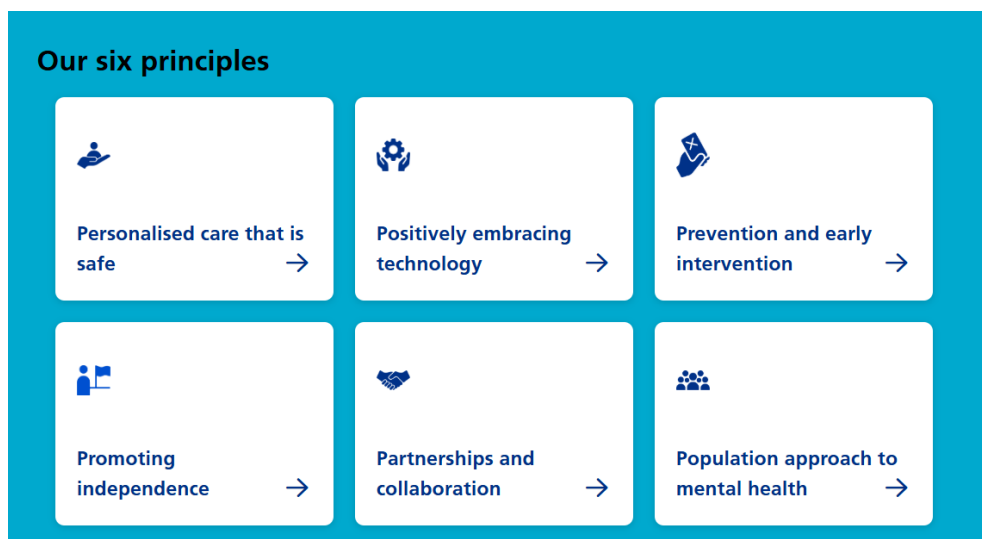 Our six principles
Personalised care that is
safe
Positively embracing
technology
Prevention and early
intervention
Promoting
independence
Partnerships and
collaboration
Population approach to
mental health